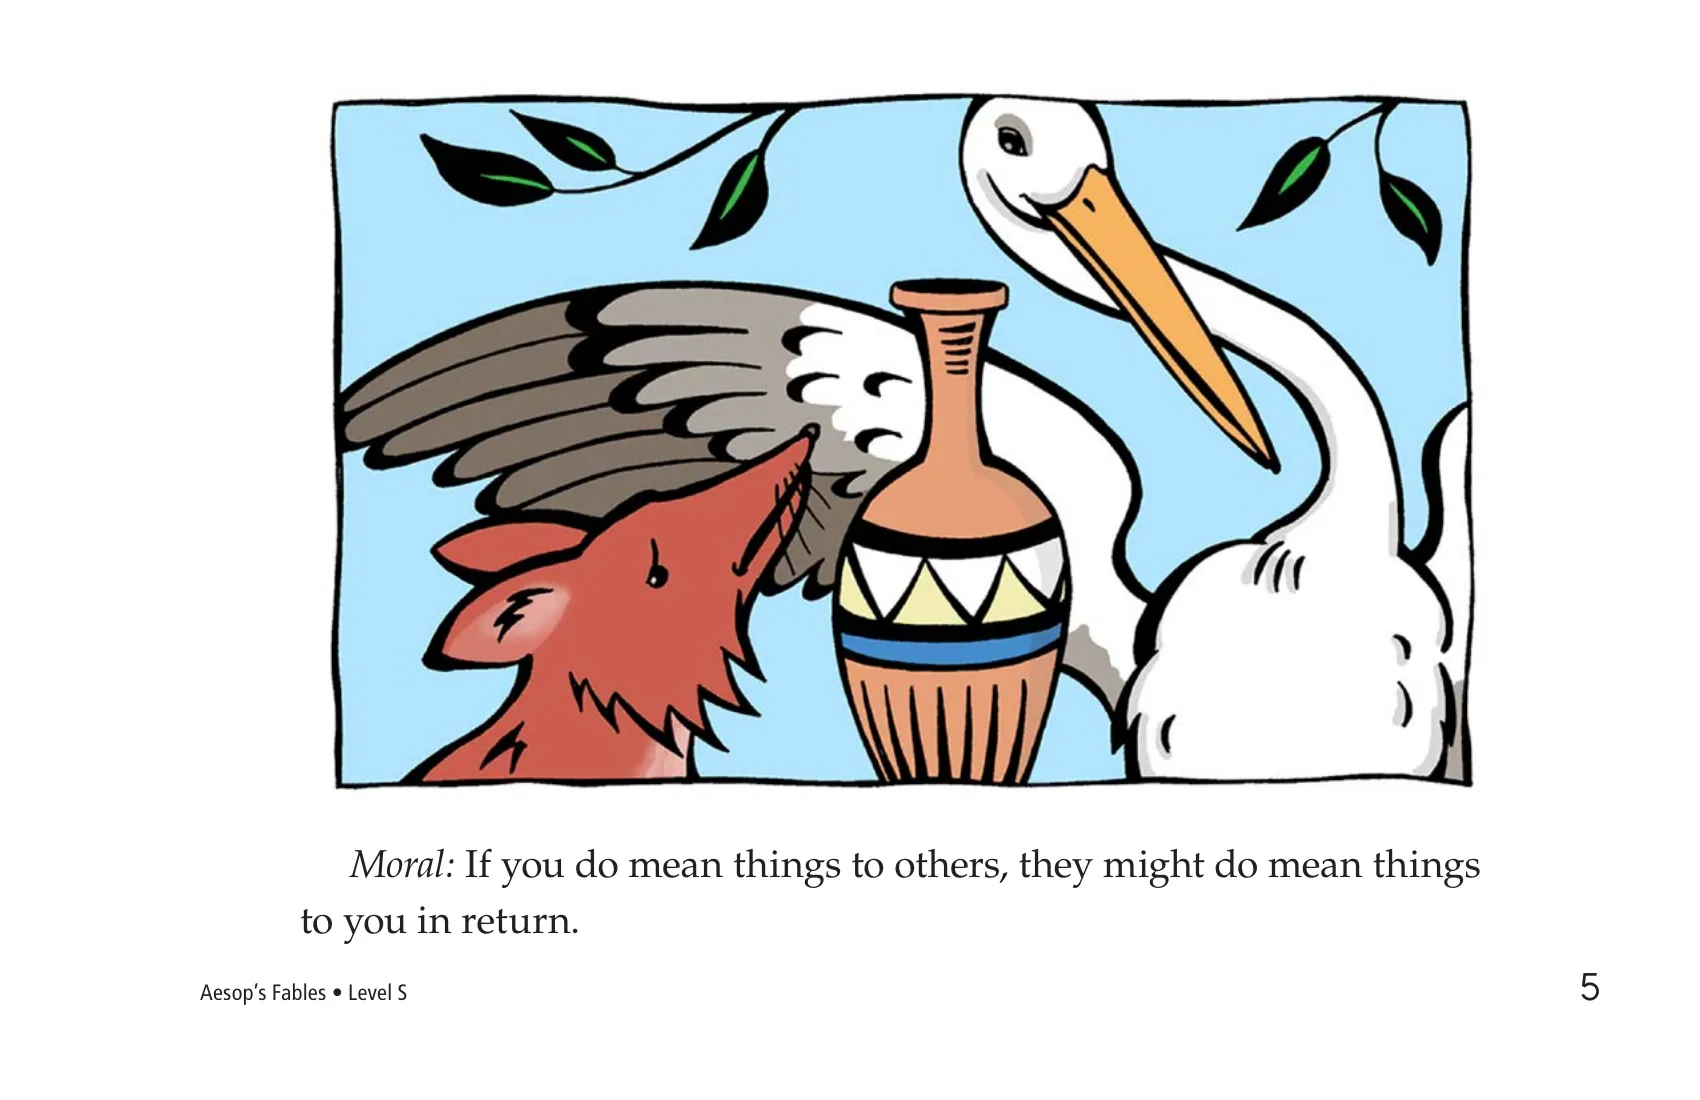 Moral: If you do mean things to others, they might do mean things
to you in return.
Aesop’s Fables • Level S
5